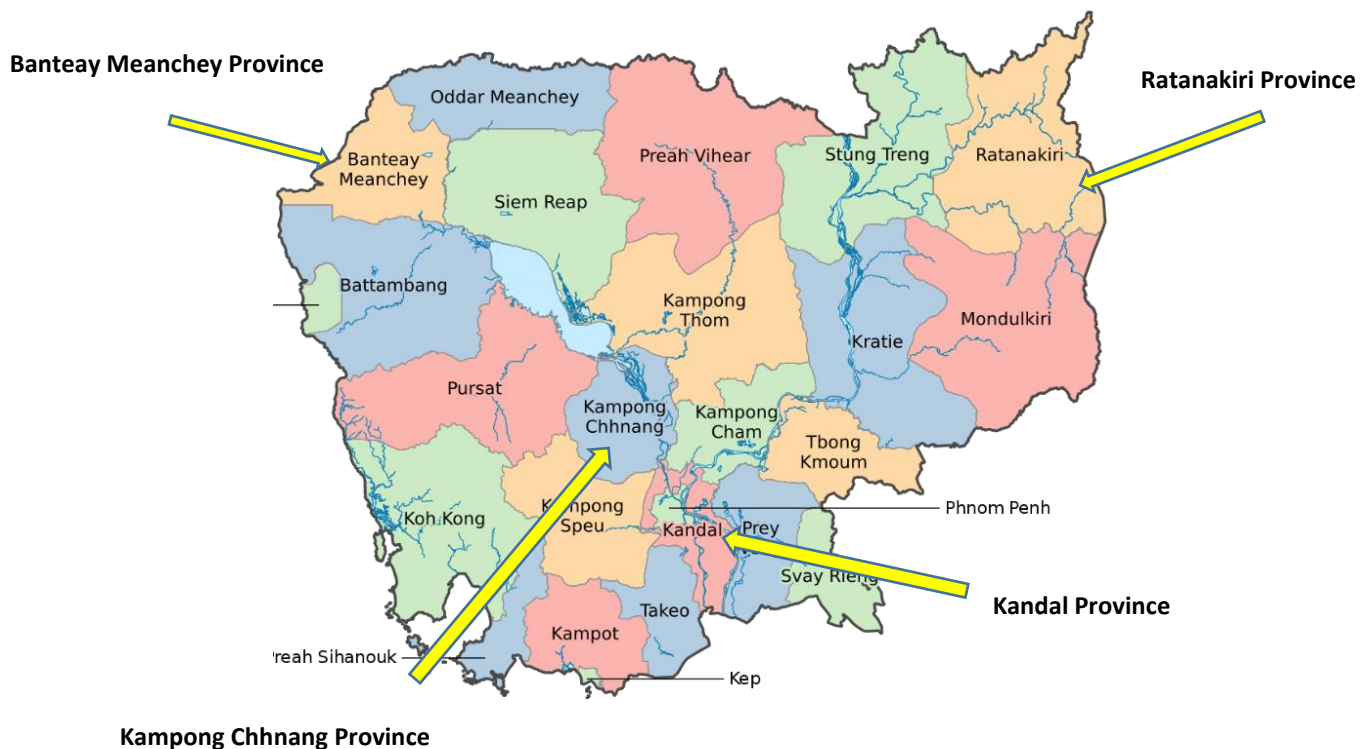 Banteay Meanchey Province
Ratanakiri Province
Oddar Meanchey
Banteay
Meanchey
Preah Vihear
Stung Treng
Ratanakiri
Siem Reap
Battambang
Kampong
Thom
Kratie
Mondulkiri
Pursat
Kampong
Chhnang
Kampong
Cham
Tbong
Kmoum
Koh Kong
Kampong
Speu
Phnom Penh
Kandal
Prey
Svay Rieng
Kandal Province
Takeo
Kampot
reah Sihanouk
Kep
Kampong Chhnang Province